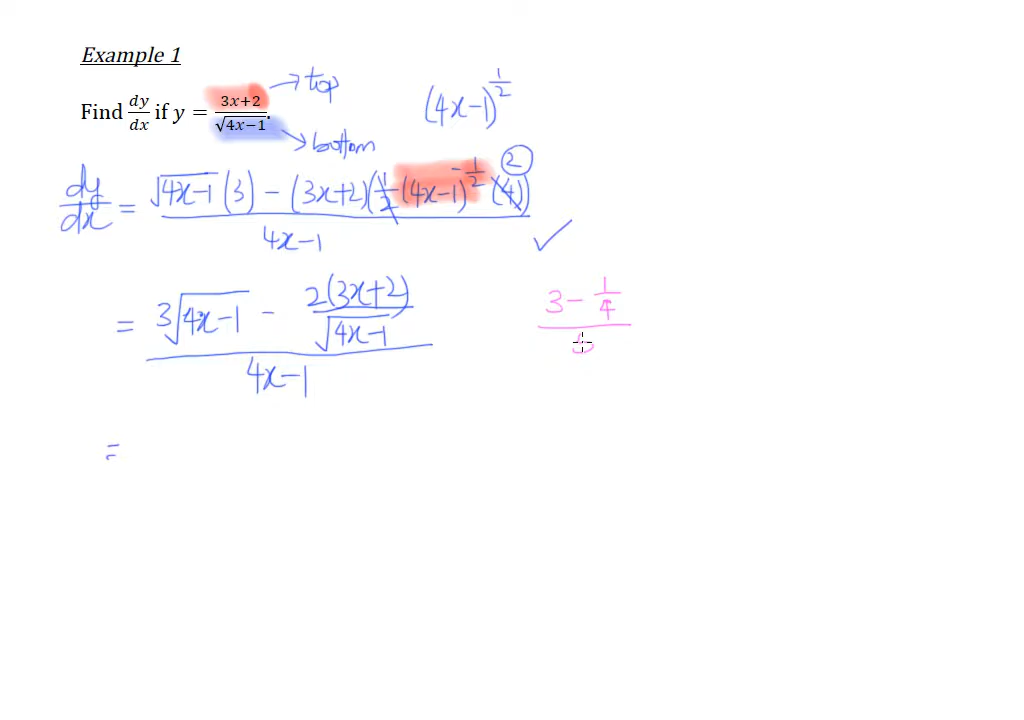 Example 1
Find dy/dx if y = (3x+2)/√(4x−1).
top
bottom
(4x−1)^(1/2)
dy/dx = (√(4x−1) (3) − (3x+2)(1/2 (4x−1)^(−1/2) (4)))/(4x−1) ✓
2
= (3√(4x−1) − 2(3x+2)/√(4x−1))/(4x−1)
3 − 1/4
=